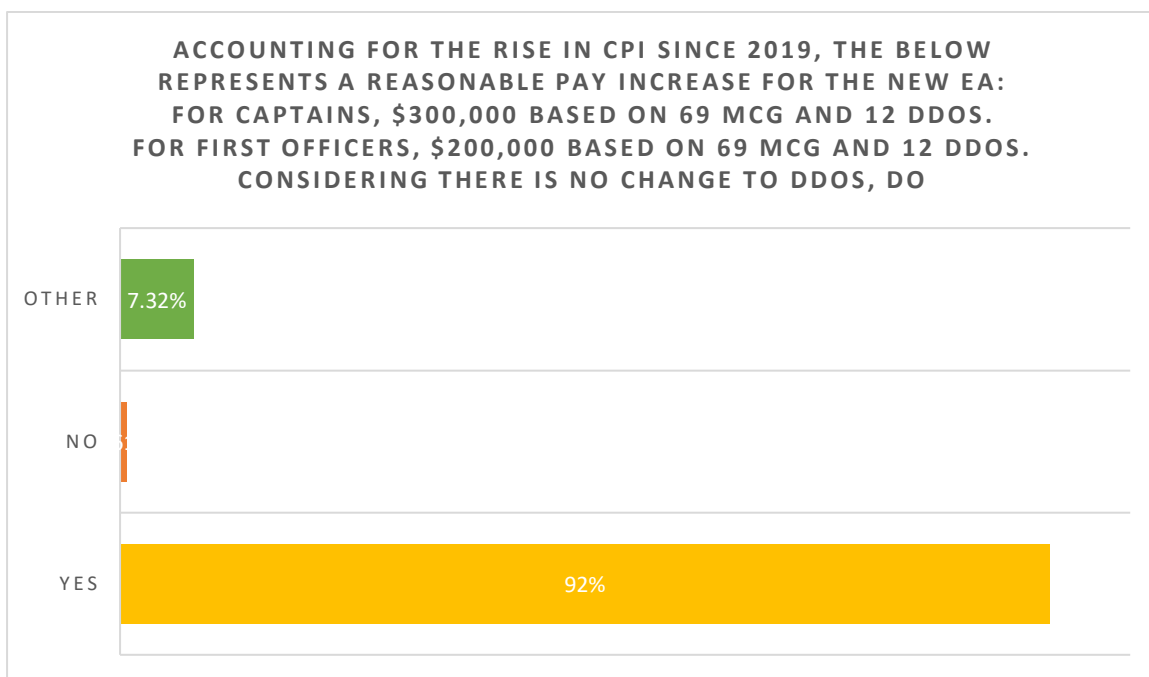 ACCOUNTING FOR THE RISE IN CPI SINCE 2019, THE BELOW
REPRESENTS A REASONABLE PAY INCREASE FOR THE NEW EA:
FOR CAPTAINS, $300,000 BASED ON 69 MCG AND 12 DDOS.
FOR FIRST OFFICERS, $200,000 BASED ON 69 MCG AND 12 DDOS.
CONSIDERING THERE IS NO CHANGE TO DDOS, DO
OTHER
7.32%
NO
YES
92%